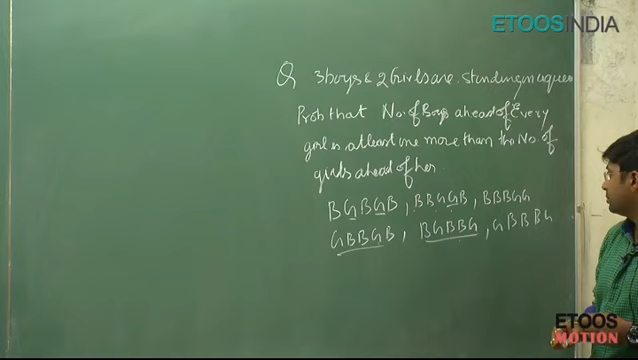 ETOOSINDIA
Q 3 boys & 2 Girls are standing in a queue
Prob that No. of Boys ahead of Every
girl is atleast one more than the No. of
girls ahead of her.
BGBGB, BBGGB, BBBGG
GBBGB, BGBBG, GBBBG
ETOOS
MOTION